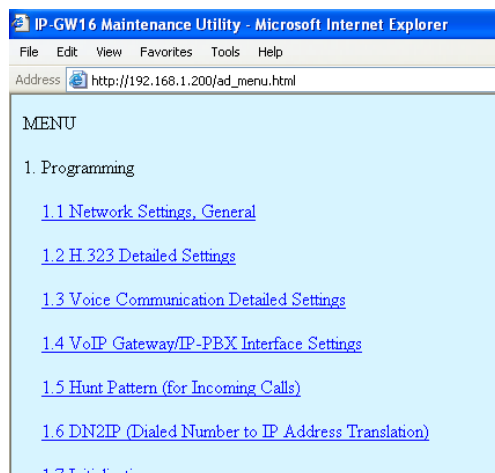 IP-GW16 Maintenance Utility - Microsoft Internet Explorer
File Edit View Favorites Tools Help
Address http://192.168.1.200/ad_menu.html
MENU
1. Programming
1.1 Network Settings, General
1.2 H.323 Detailed Settings
1.3 Voice Communication Detailed Settings
1.4 VoIP Gateway/IP-PBX Interface Settings
1.5 Hunt Pattern (for Incoming Calls)
1.6 DN2IP (Dialed Number to IP Address Translation)